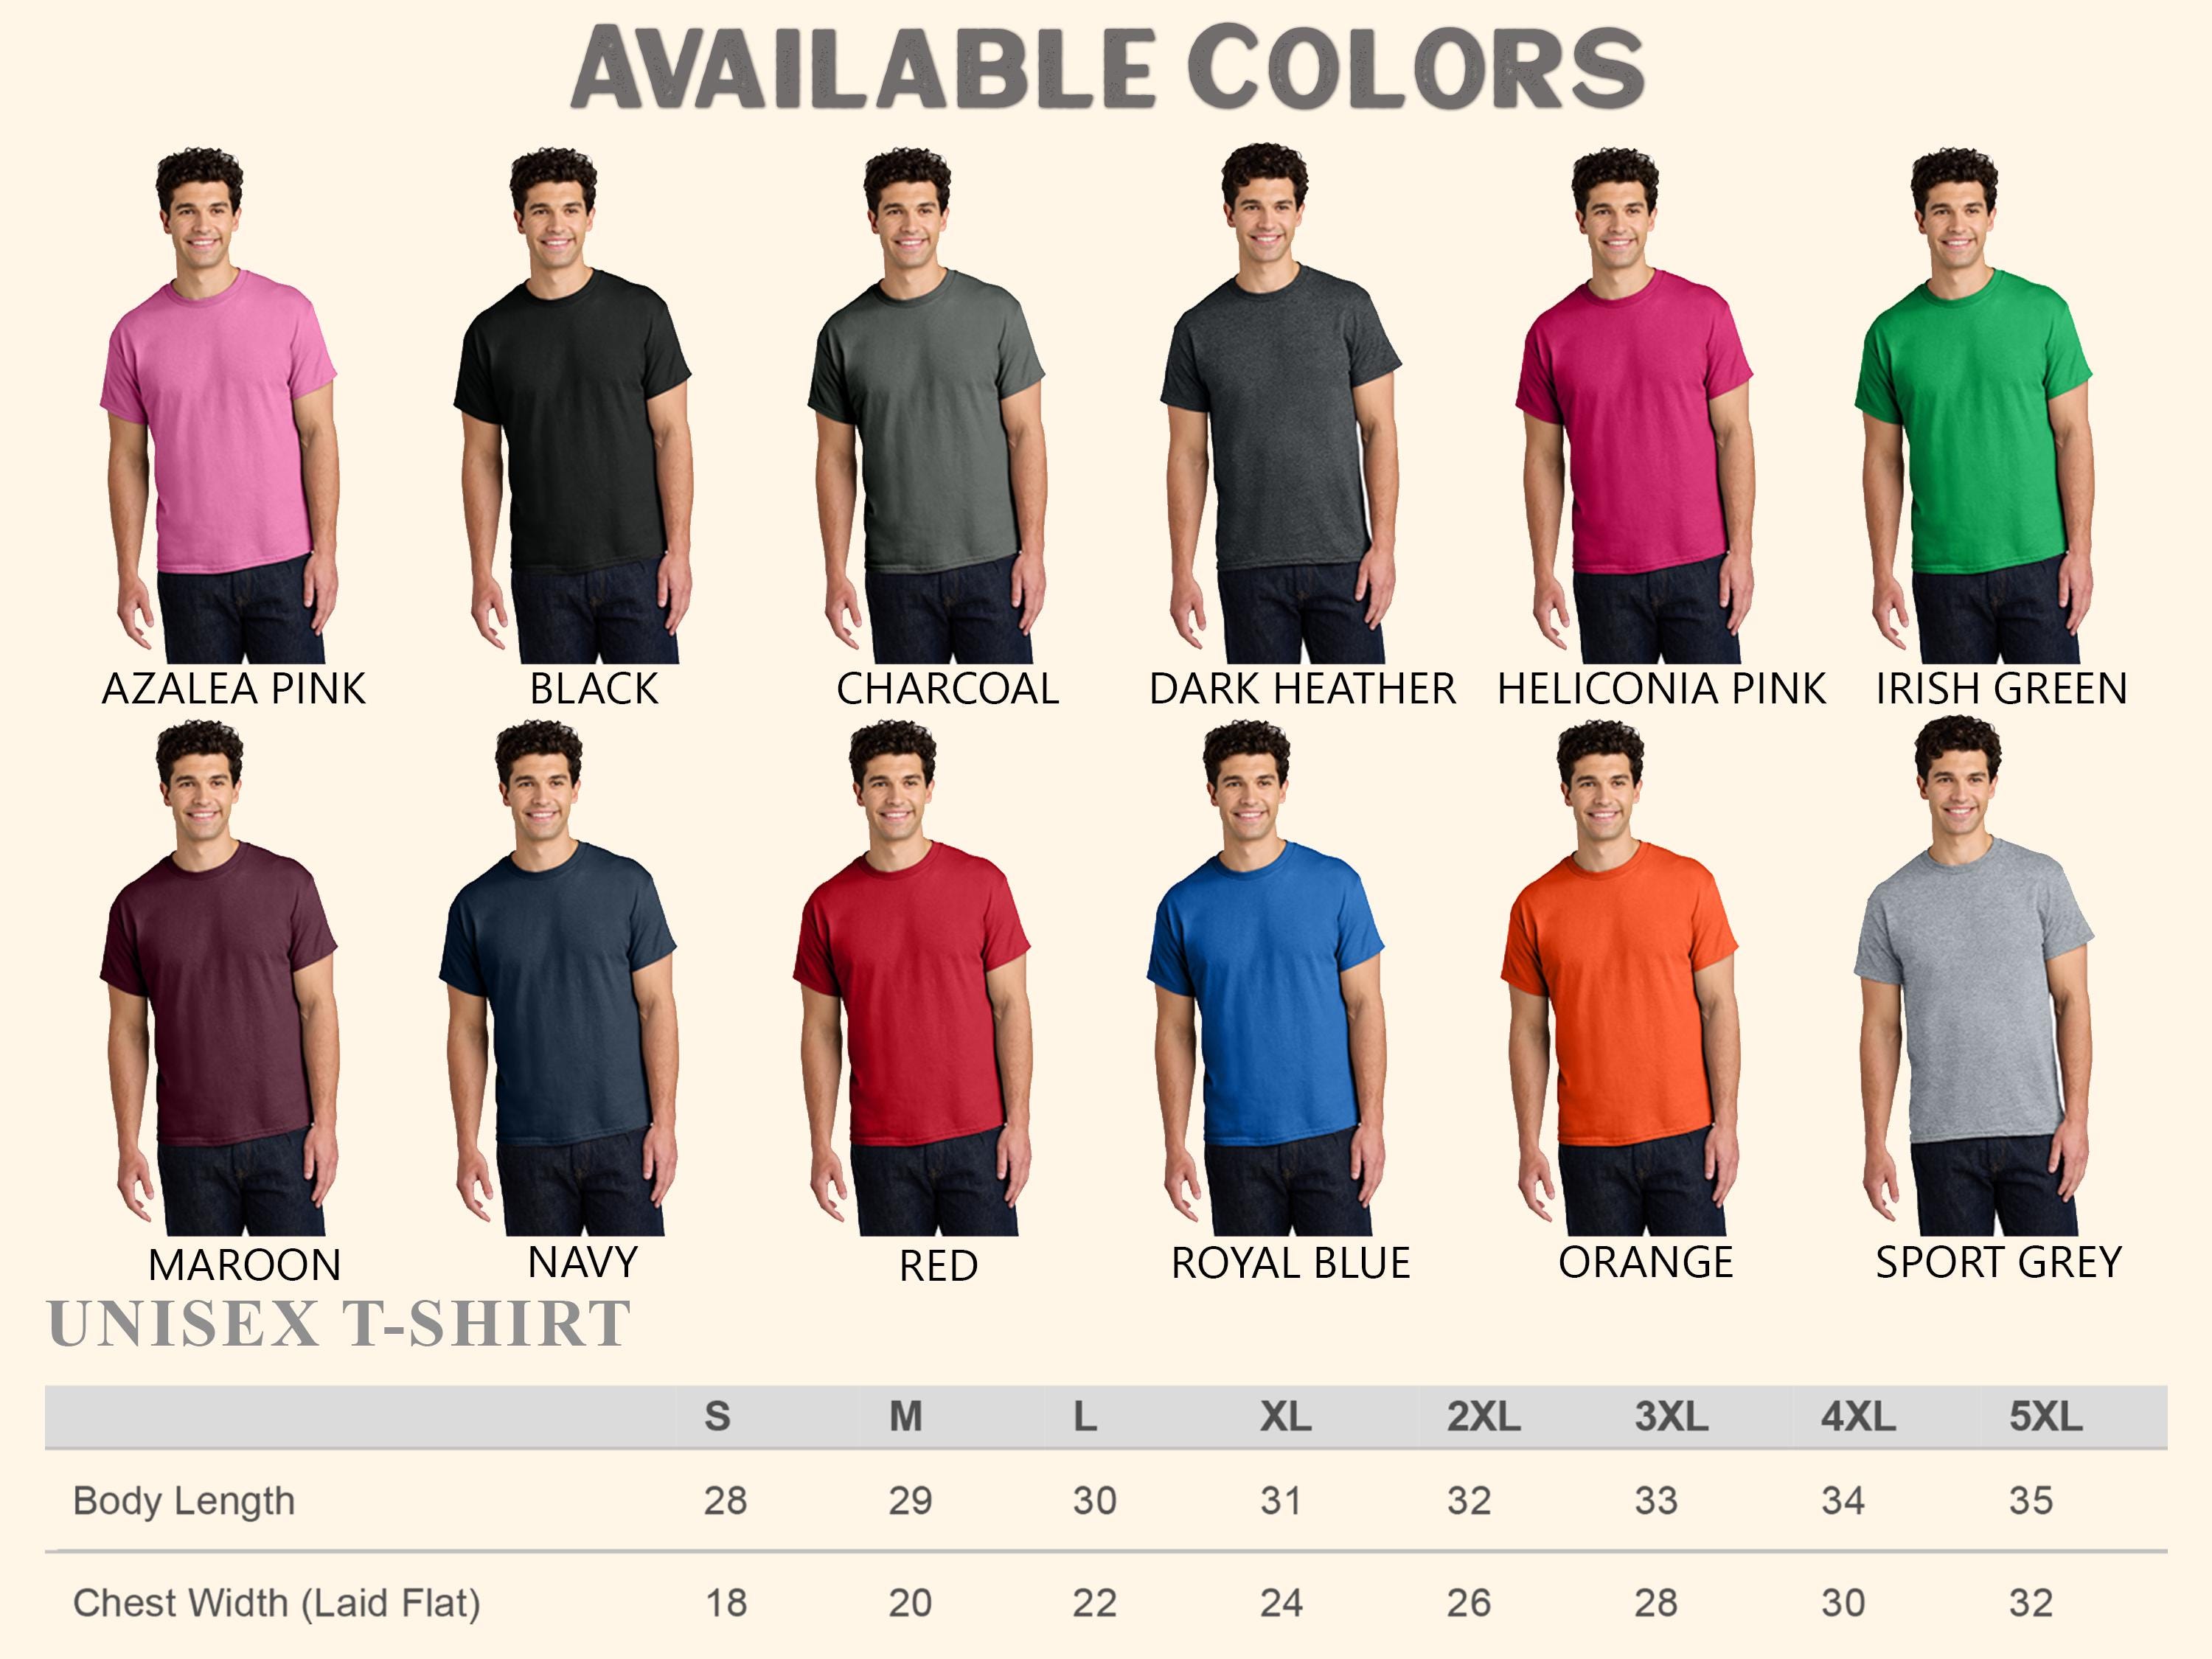 AVAILABLE COLORS
AZALEA PINK BLACK CHARCOAL DARK HEATHER HELICONIA PINK IRISH GREEN
MAROON NAVY RED ROYAL BLUE ORANGE SPORT GREY
UNISEX T-SHIRT
S M L XL 2XL 3XL 4XL 5XL
Body Length 28 29 30 31 32 33 34 35
Chest Width (Laid Flat) 18 20 22 24 26 28 30 32